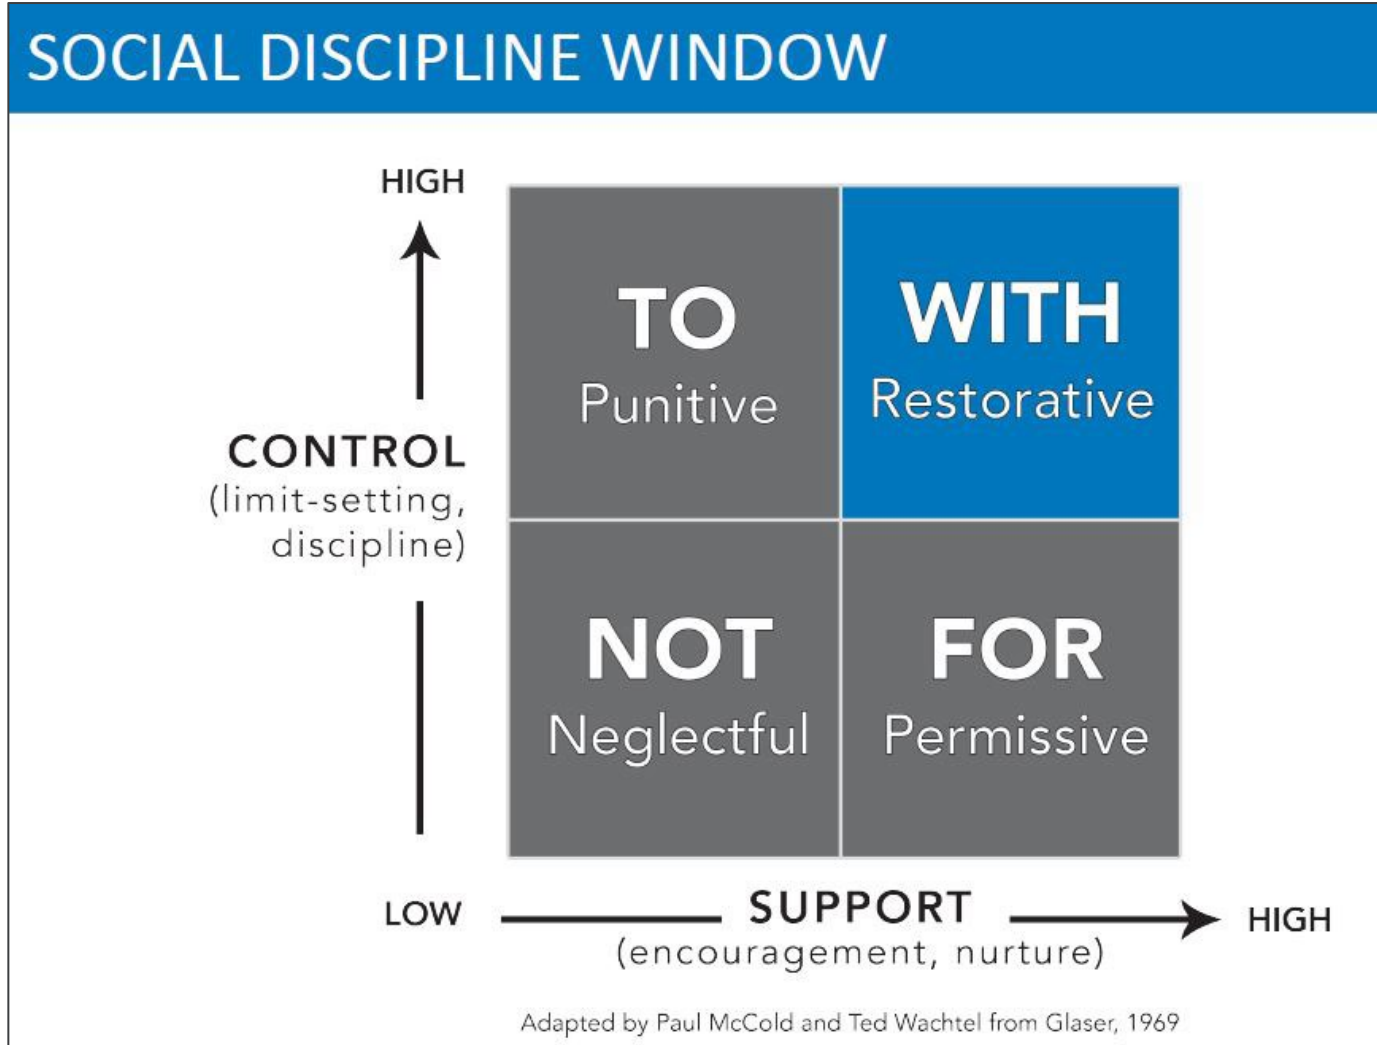 SOCIAL DISCIPLINE WINDOW
HIGH
CONTROL
(limit-setting,
discipline)
TO
Punitive
WITH
Restorative
NOT
Neglectful
FOR
Permissive
LOW
SUPPORT
(encouragement, nurture)
HIGH
Adapted by Paul McCold and Ted Wachtel from Glaser, 1969